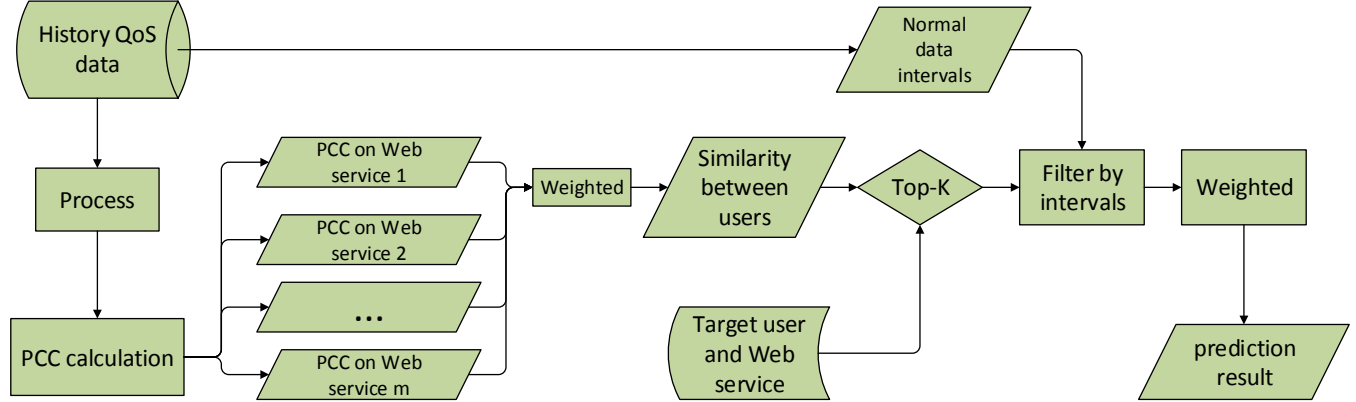 History QoS
data
Normal
data
intervals
Process
PCC calculation
PCC on Web
service 1
PCC on Web
service 2
...
PCC on Web
service m
Weighted
Similarity
between
users
Top-K
Target user
and Web
service
Filter by
intervals
Weighted
prediction
result